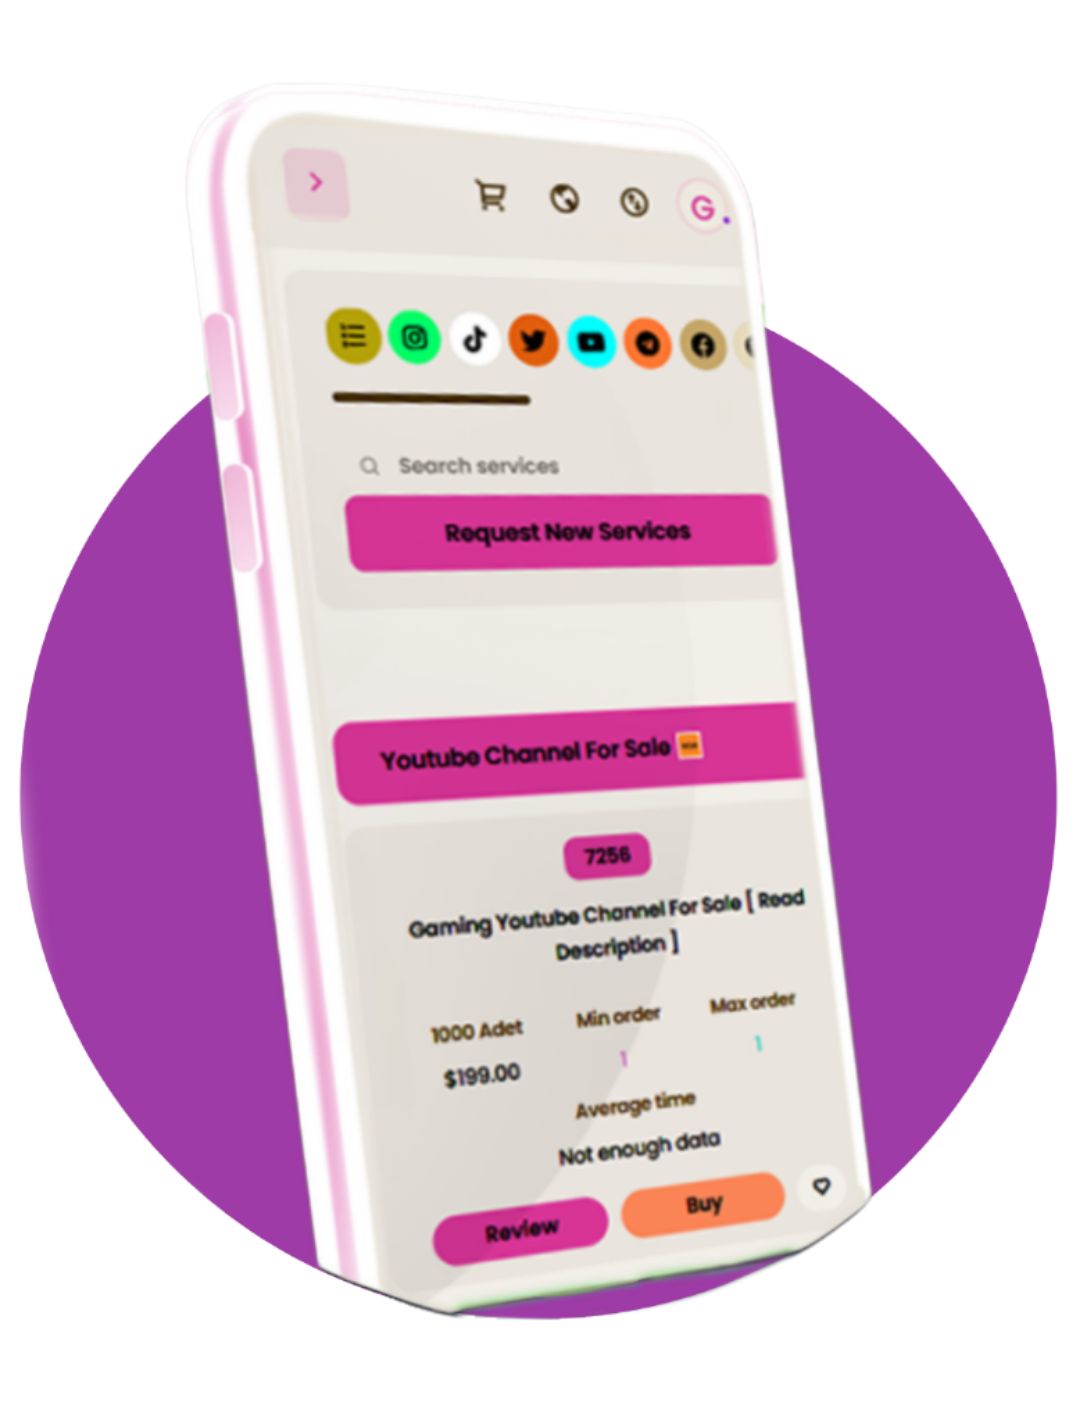 G
Search services
Request New Services
Youtube Channel For Sale
7256
Gaming Youtube Channel For Sale [ Read
Description ]
1000 Adet Min order Max order
$199.00 1 1
Average time
Not enough data
Review Buy